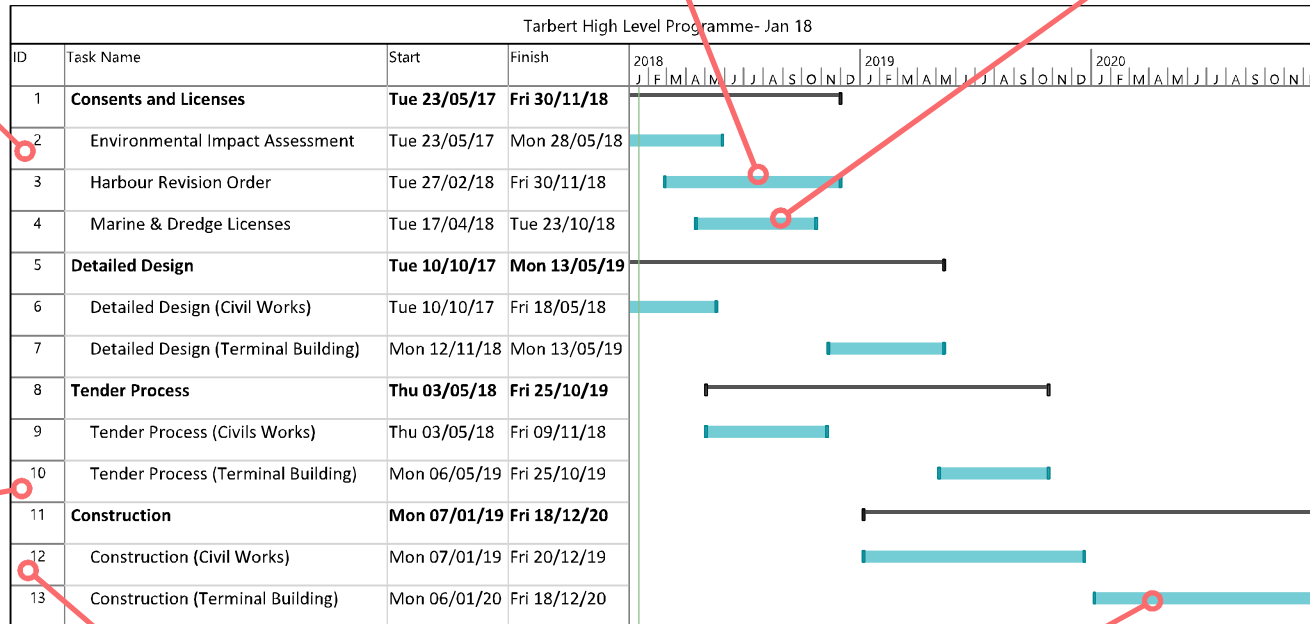 Tarbert High Level Programme- Jan 18
ID Task Name Start Finish 2018 2019 2020
J F M A M J J A S O N D J F M A M J J A S O N D J F M A M J J A S O N
1 Consents and Licenses Tue 23/05/17 Fri 30/11/18
2 Environmental Impact Assessment Tue 23/05/17 Mon 28/05/18
3 Harbour Revision Order Tue 27/02/18 Fri 30/11/18
4 Marine & Dredge Licenses Tue 17/04/18 Tue 23/10/18
5 Detailed Design Tue 10/10/17 Mon 13/05/19
6 Detailed Design (Civil Works) Tue 10/10/17 Fri 18/05/18
7 Detailed Design (Terminal Building) Mon 12/11/18 Mon 13/05/19
8 Tender Process Thu 03/05/18 Fri 25/10/19
9 Tender Process (Civils Works) Thu 03/05/18 Fri 09/11/18
10 Tender Process (Terminal Building) Mon 06/05/19 Fri 25/10/19
11 Construction Mon 07/01/19 Fri 18/12/20
12 Construction (Civil Works) Mon 07/01/19 Fri 20/12/19
13 Construction (Terminal Building) Mon 06/01/20 Fri 18/12/20